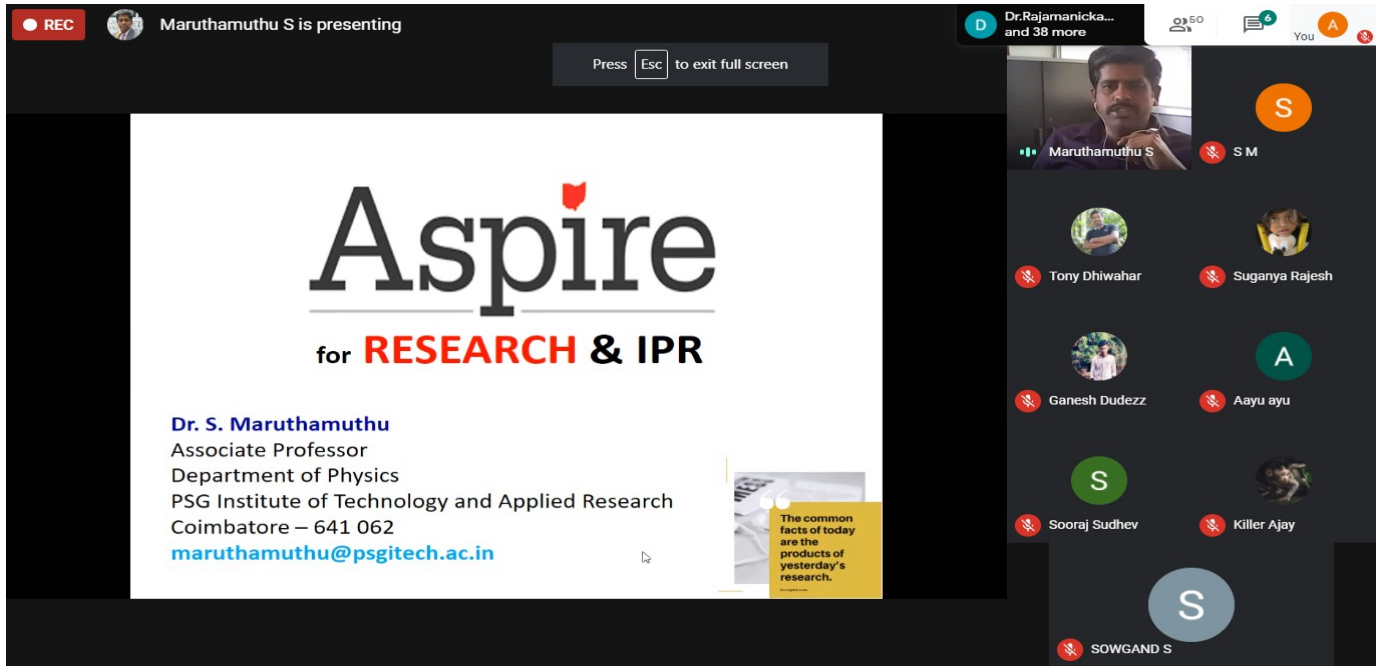 REC
Maruthamuthu S is presenting
D
Dr.Rajamanicka...
and 38 more
50
6
You
A
Press Esc to exit full screen
Aspire
for RESEARCH & IPR
Dr. S. Maruthamuthu
Associate Professor
Department of Physics
PSG Institute of Technology and Applied Research
Coimbatore – 641 062
maruthamuthu@psgitech.ac.in
The common
facts of today
are the
products of
yesterday's
research.
Maruthamuthu S
S
S M
Tony Dhiwahar
Suganya Rajesh
Ganesh Dudezz
A
Aayu ayu
S
Sooraj Sudhev
Killer Ajay
S
SOWGAND S